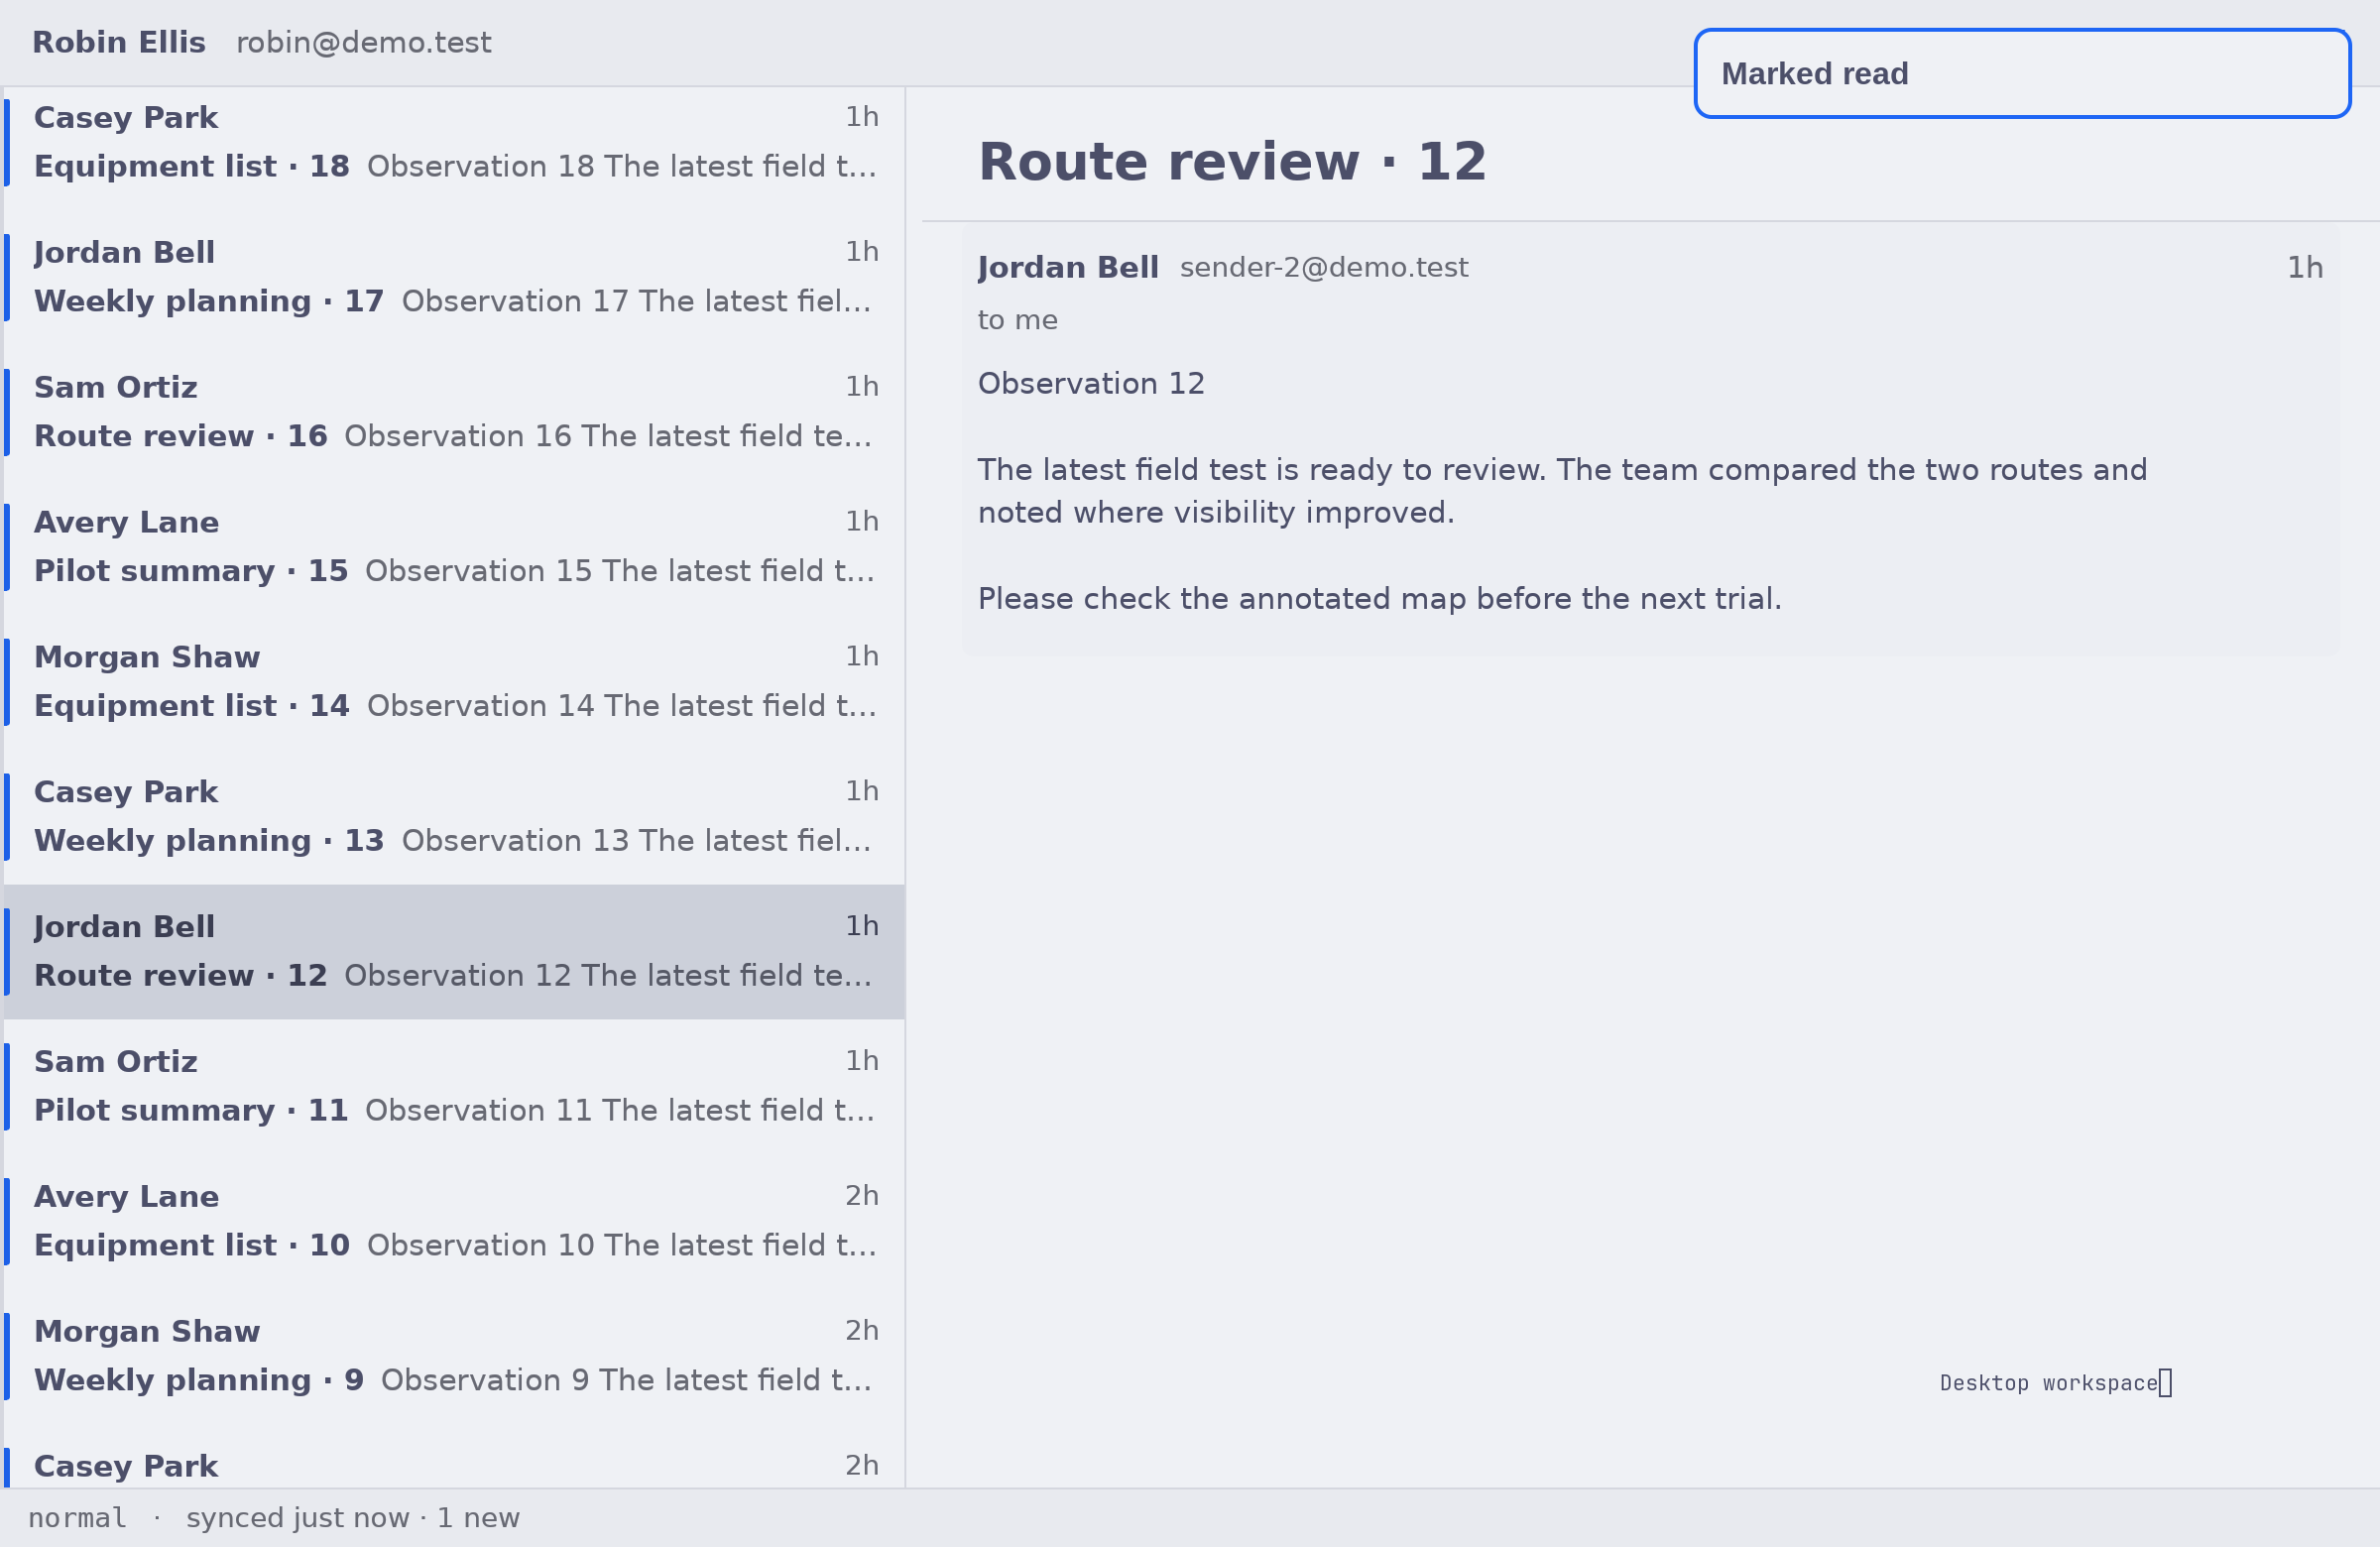 Robin Ellis robin@demo.test
Marked read
Casey Park 1h
Equipment list · 18 Observation 18 The latest field t…
Jordan Bell 1h
Weekly planning · 17 Observation 17 The latest fiel…
Sam Ortiz 1h
Route review · 16 Observation 16 The latest field te…
Avery Lane 1h
Pilot summary · 15 Observation 15 The latest field t…
Morgan Shaw 1h
Equipment list · 14 Observation 14 The latest field t…
Casey Park 1h
Weekly planning · 13 Observation 13 The latest fiel…
Jordan Bell 1h
Route review · 12 Observation 12 The latest field te…
Sam Ortiz 1h
Pilot summary · 11 Observation 11 The latest field t…
Avery Lane 2h
Equipment list · 10 Observation 10 The latest field t…
Morgan Shaw 2h
Weekly planning · 9 Observation 9 The latest field t…
Casey Park 2h
Route review · 12
Jordan Bell sender-2@demo.test 1h
to me
Observation 12
The latest field test is ready to review. The team compared the two routes and
noted where visibility improved.
Please check the annotated map before the next trial.
Desktop workspace
normal · synced just now · 1 new